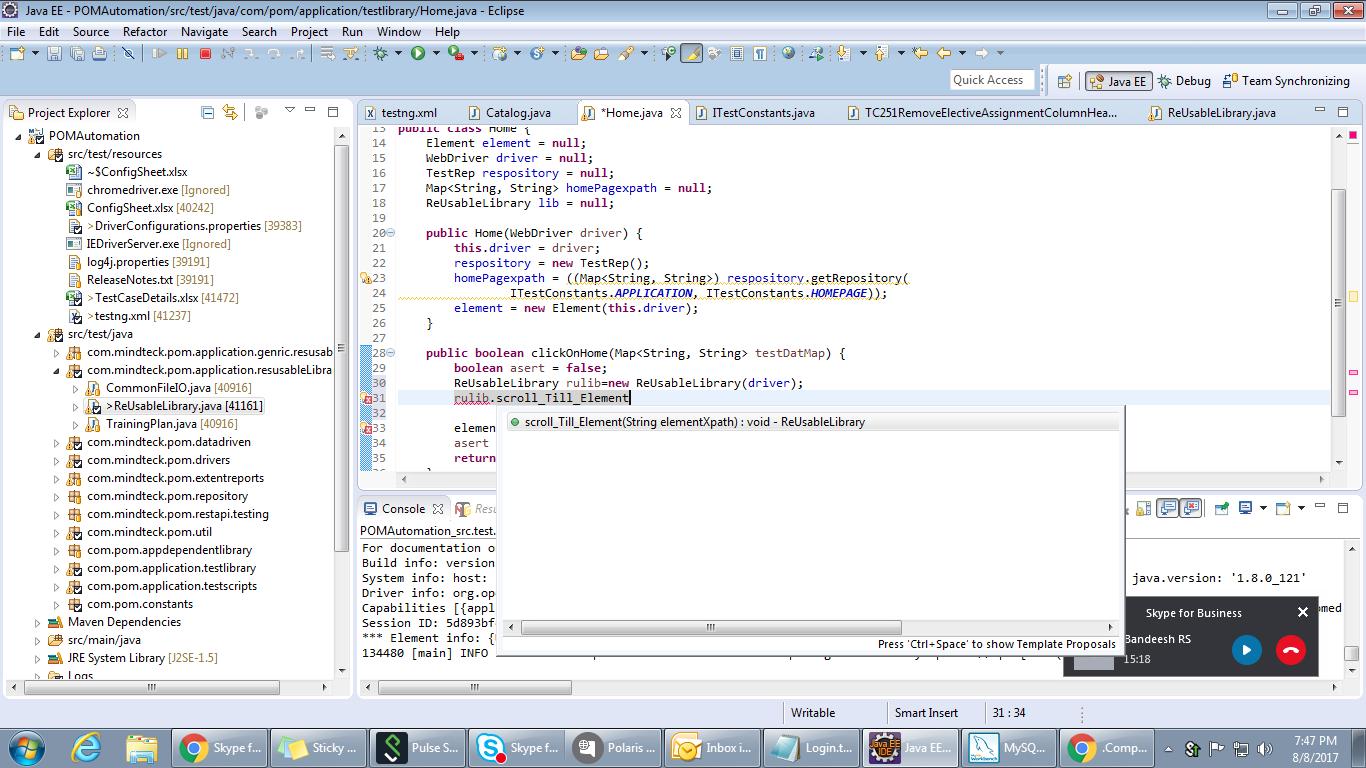 Java EE - POMAutomation/src/test/java/com/pom/application/testlibrary/Home.java - Eclipse
File Edit Source Refactor Navigate Search Project Run Window Help
Quick Access
Java EE Debug Team Synchronizing
Project Explorer
POMAutomation
src/test/resources
~$ConfigSheet.xlsx
chromedriver.exe [Ignored]
ConfigSheet.xlsx [40242]
>DriverConfigurations.properties [39383]
IEDriverServer.exe [Ignored]
log4j.properties [39191]
ReleaseNotes.txt [39191]
>TestCaseDetails.xlsx [41472]
>testng.xml [41237]
src/test/java
com.mindteck.pom.application.genric.resusab
com.mindteck.pom.application.resusableLibra
CommonFileIO.java [40916]
>ReUsableLibrary.java [41161]
TrainingPlan.java [40916]
com.mindteck.pom.datadriven
com.mindteck.pom.drivers
com.mindteck.pom.extentreports
com.mindteck.pom.repository
com.mindteck.pom.restapi.testing
com.mindteck.pom.util
com.pom.appdependentlibrary
com.pom.application.testlibrary
com.pom.application.testscripts
com.pom.constants
Maven Dependencies
src/main/java
JRE System Library [J2SE-1.5]
Logs
testng.xml Catalog.java *Home.java ITestConstants.java TC251RemoveElectiveAssignmentColumnHea... ReUsableLibrary.java
13 public class Home {
14 Element element = null;
15 WebDriver driver = null;
16 TestRep respository = null;
17 Map<String, String> homePagexpath = null;
18 ReUsableLibrary lib = null;
19
20 public Home(WebDriver driver) {
21 this.driver = driver;
22 respository = new TestRep();
23 homePagexpath = ((Map<String, String>) respository.getRepository(
24 ITestConstants.APPLICATION, ITestConstants.HOMEPAGE));
25 element = new Element(this.driver);
26 }
27
28 public boolean clickOnHome(Map<String, String> testDatMap) {
29 boolean asert = false;
30 ReUsableLibrary rulib=new ReUsableLibrary(driver);
31 rulib.scroll_Till_Element
32
33 elemen
34 asert
35 return
scroll_Till_Element(String elementXpath) : void - ReUsableLibrary
Press 'Ctrl+Space' to show Template Proposals
Console Resu
POMAutomation_src.test.
For documentation o
Build info: version
System info: host: java.version: '1.8.0_121'
Driver info: org.op
Capabilities [{appl
Session ID: 5d893bf
*** Element info: {
134480 [main] INFO
Skype for Business
Bandeesh RS
15:18
Writable Smart Insert 31 : 34
Skype f... Sticky ... Pulse S... Skype f... Polaris ... Inbox i... Login.t... Java EE... MySQ... .Comp...
7:47 PM
8/8/2017